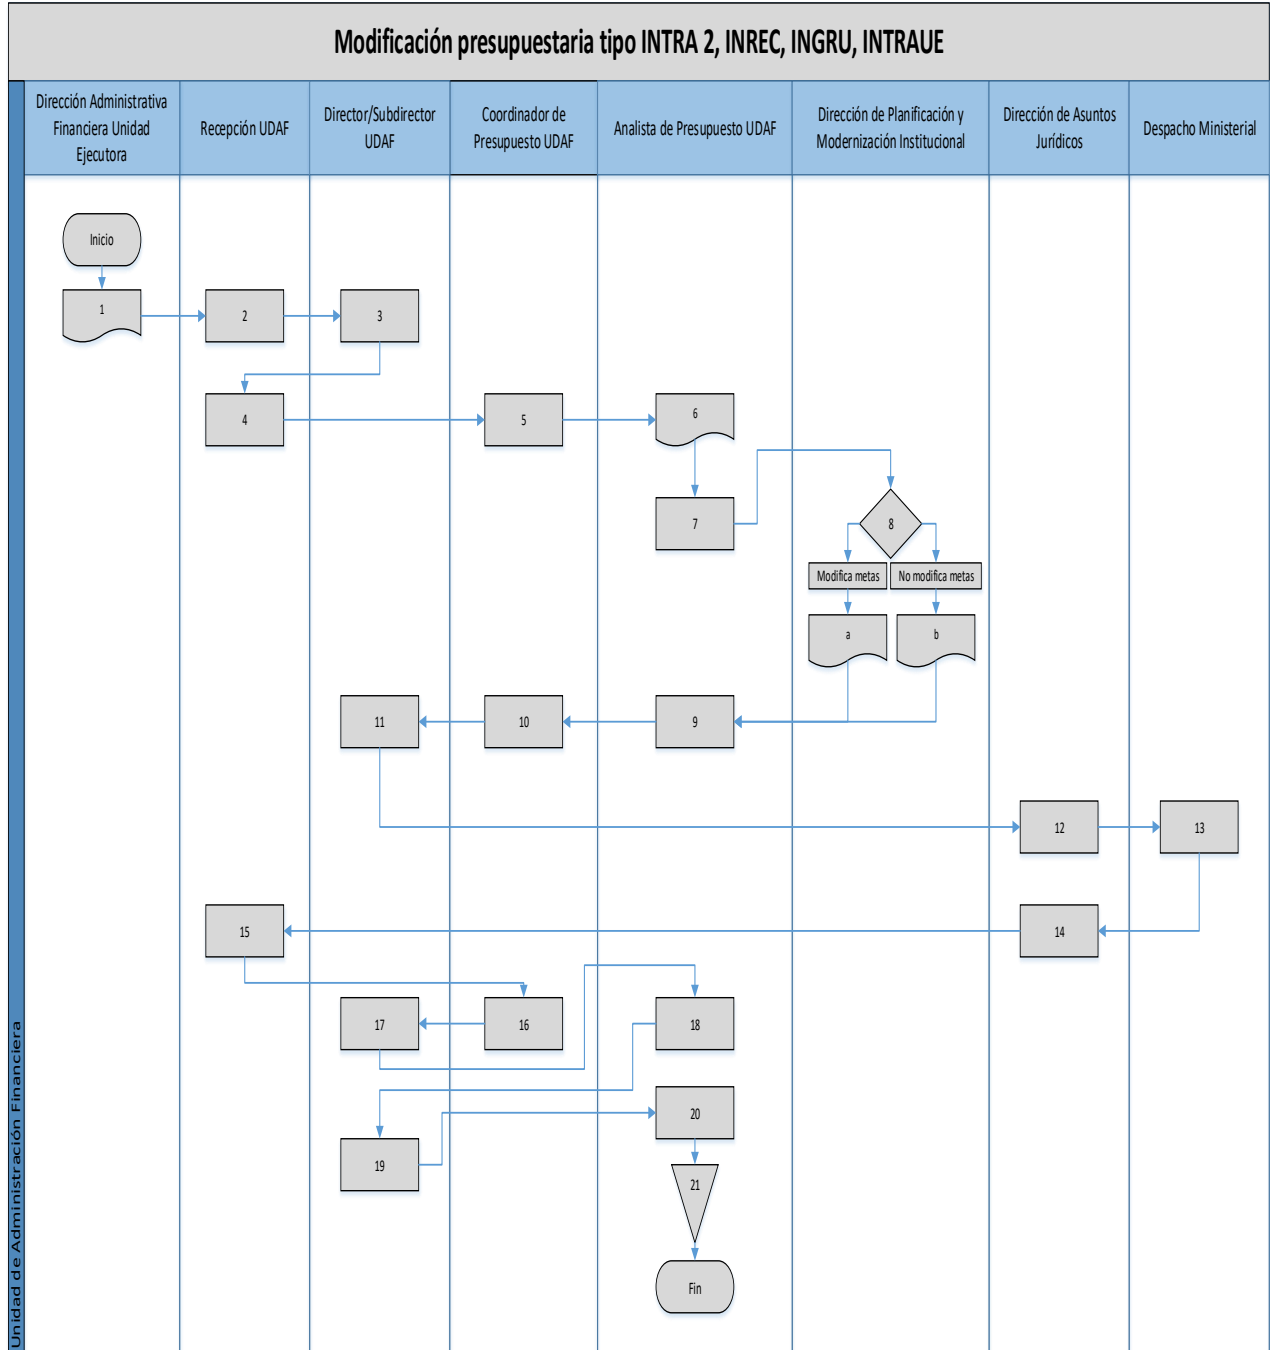 Modificación presupuestaria tipo INTRA 2, INREC, INGRU, INTRAUE
Dirección Administrativa
Financiera Unidad
Ejecutora
Recepción UDAF
Director/Subdirector
UDAF
Coordinador de
Presupuesto UDAF
Analista de Presupuesto UDAF
Dirección de Planificación y
Modernización Institucional
Dirección de Asuntos
Jurídicos
Despacho Ministerial
Inicio
1
2
3
4
5
6
7
8
Modifica metas
No modifica metas
a
b
11
10
9
12
13
15
14
17
16
18
20
19
21
Fin
Unidad de Administración Financiera